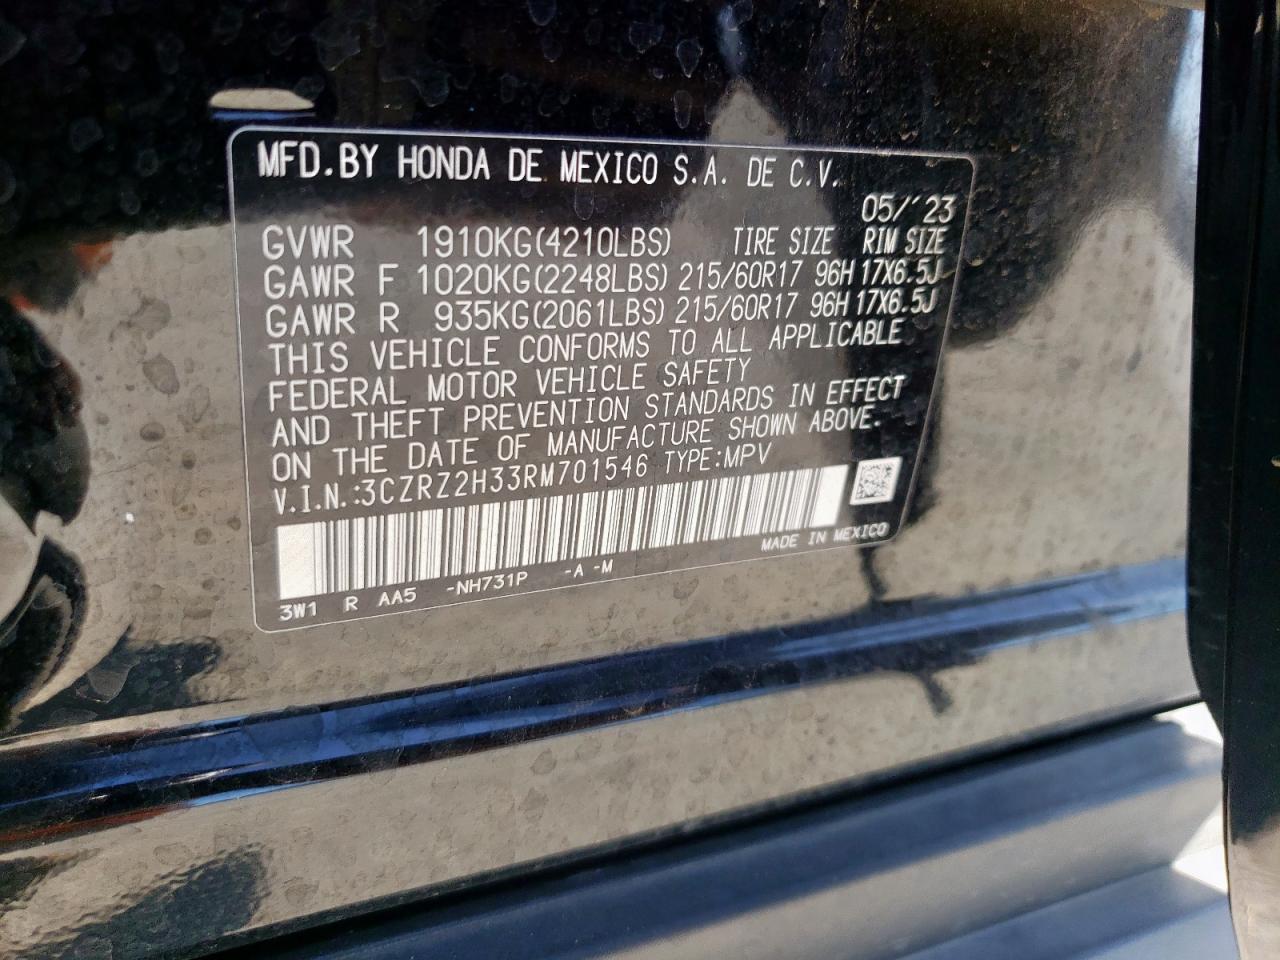 MFD.BY HONDA DE MEXICO S.A. DE C.V.
05/'23
GVWR 1910KG(4210LBS) TIRE SIZE RIM SIZE
GAWR F 1020KG(2248LBS) 215/60R17 96H 17X6.5J
GAWR R 935KG(2061LBS) 215/60R17 96H 17X6.5J
THIS VEHICLE CONFORMS TO ALL APPLICABLE
FEDERAL MOTOR VEHICLE SAFETY
AND THEFT PREVENTION STANDARDS IN EFFECT
ON THE DATE OF MANUFACTURE SHOWN ABOVE.
V.I.N.:3CZRZ2H33RM701546 TYPE:MPV
MADE IN MEXICO
3W1 R AA5 -NH731P -A -M